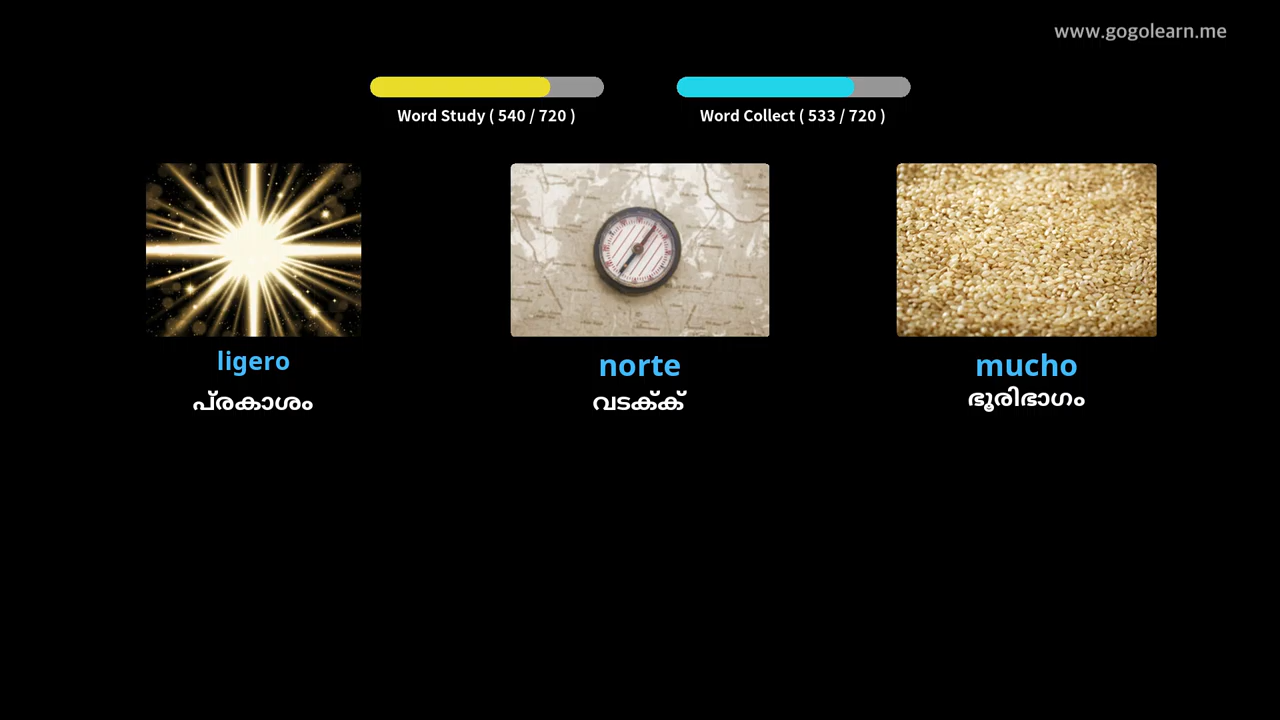 www.gogolearn.me
Word Study ( 540 / 720 )
Word Collect ( 533 / 720 )
ligero
norte
mucho
പ്രകാശം
വടക്ക്
ഭൂരിഭാഗം